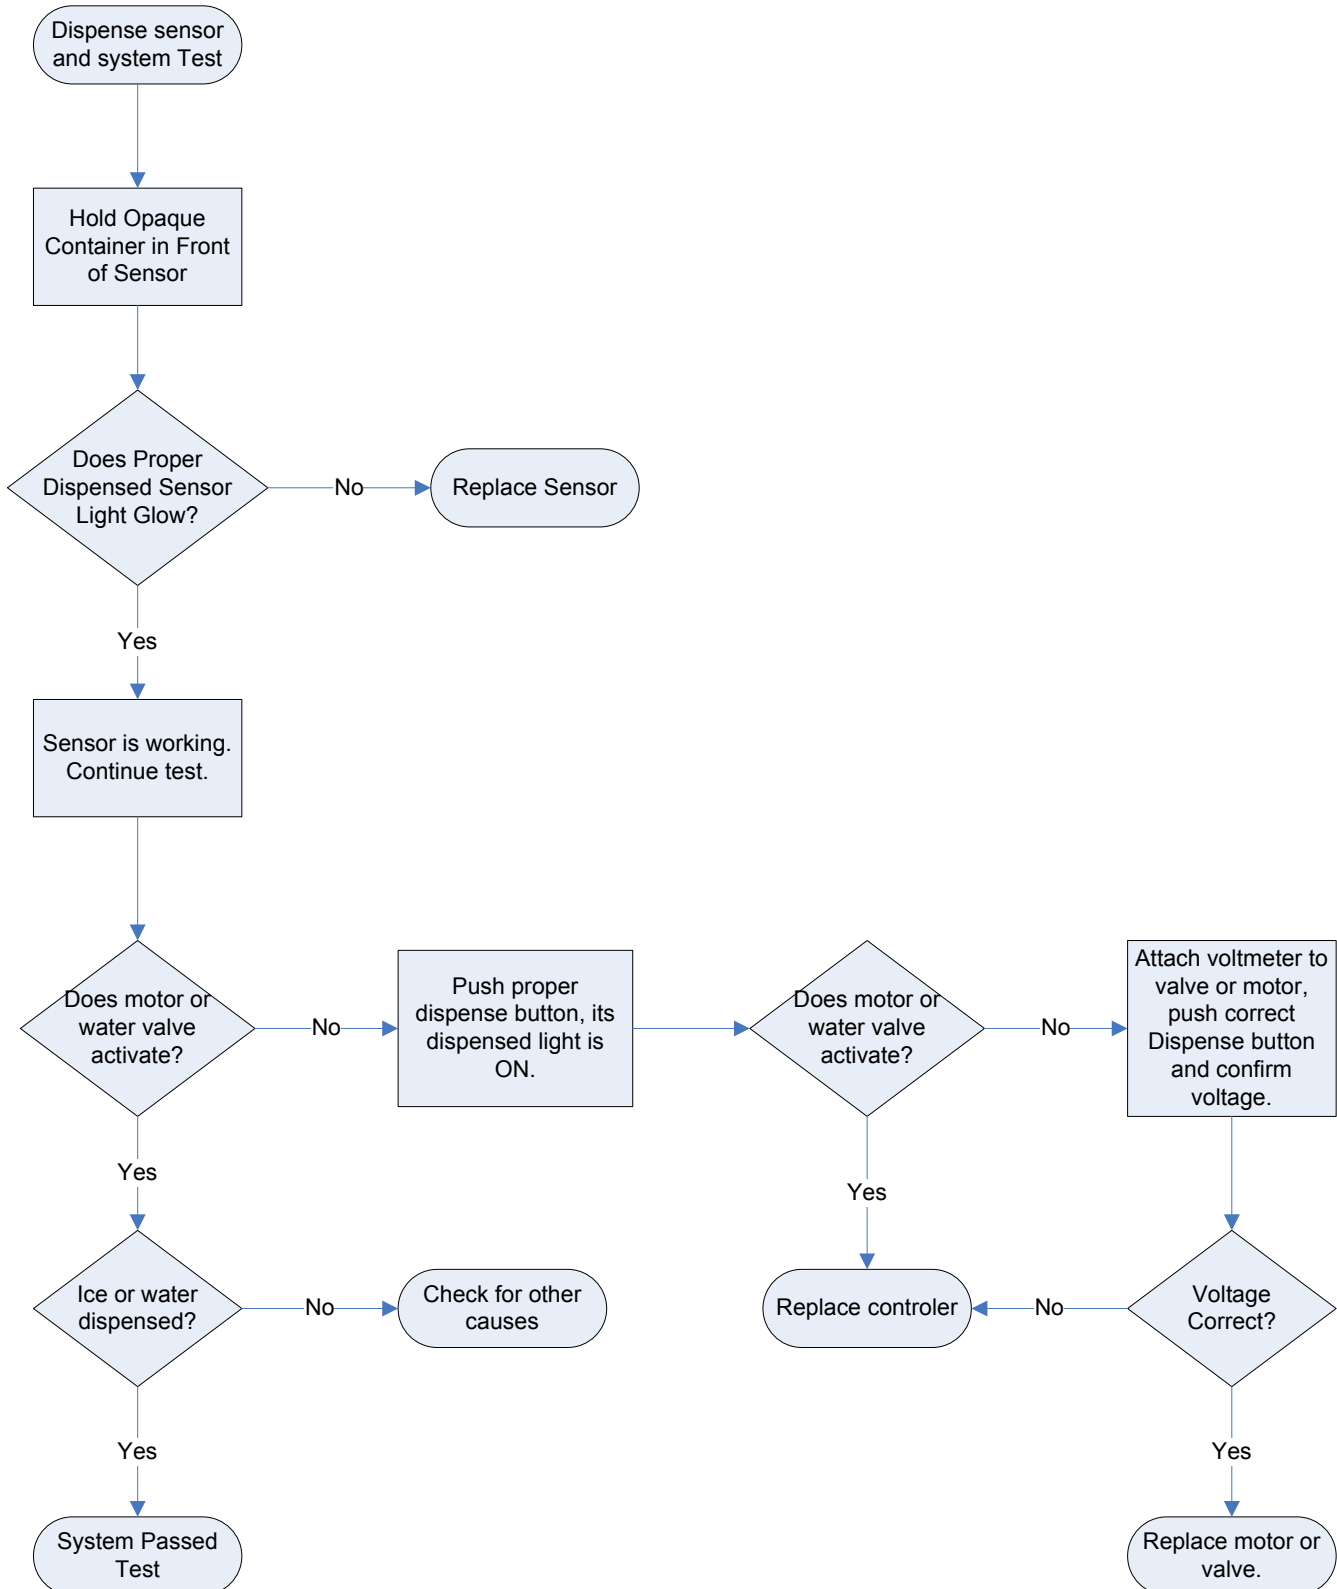 Dispense sensor
and system Test
Hold Opaque
Container in Front
of Sensor
Does Proper
Dispensed Sensor
Light Glow?
No
Replace Sensor
Yes
Sensor is working.
Continue test.
Does motor or
water valve
activate?
No
Push proper
dispense button, its
dispensed light is
ON.
Does motor or
water valve
activate?
No
Attach voltmeter to
valve or motor,
push correct
Dispense button
and confirm
voltage.
Yes
Yes
Ice or water
dispensed?
No
Check for other
causes
Replace controler
No
Voltage
Correct?
Yes
Yes
System Passed
Test
Replace motor or
valve.